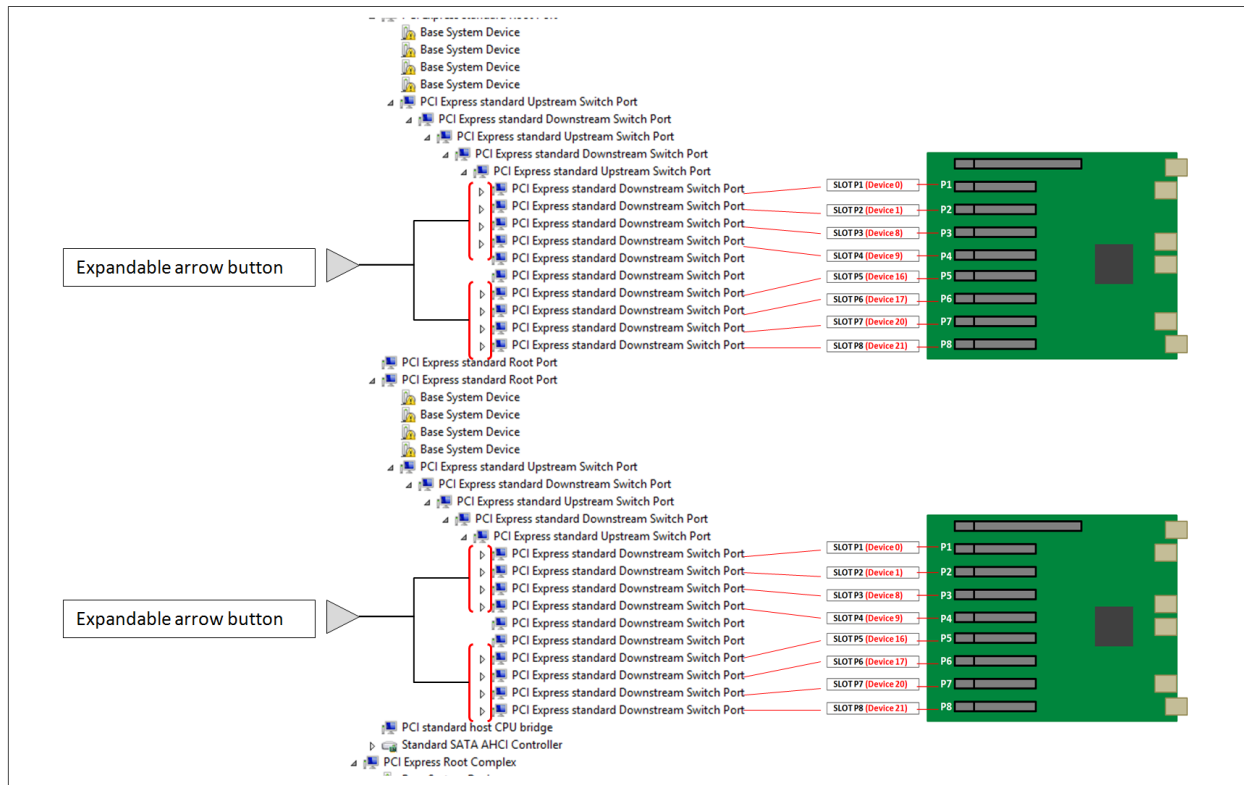 PCI Express standard Root Port
Base System Device
Base System Device
Base System Device
Base System Device
PCI Express standard Upstream Switch Port
PCI Express standard Downstream Switch Port
PCI Express standard Upstream Switch Port
PCI Express standard Downstream Switch Port
PCI Express standard Upstream Switch Port
PCI Express standard Downstream Switch Port SLOT P1 (Device 0) P1
PCI Express standard Downstream Switch Port SLOT P2 (Device 1) P2
PCI Express standard Downstream Switch Port SLOT P3 (Device 8) P3
PCI Express standard Downstream Switch Port SLOT P4 (Device 9) P4
PCI Express standard Downstream Switch Port
Expandable arrow button
PCI Express standard Downstream Switch Port SLOT P5 (Device 16) P5
PCI Express standard Downstream Switch Port SLOT P6 (Device 17) P6
PCI Express standard Downstream Switch Port SLOT P7 (Device 20) P7
PCI Express standard Downstream Switch Port
PCI Express standard Downstream Switch Port SLOT P8 (Device 21) P8
PCI Express standard Root Port
PCI Express standard Root Port
Base System Device
Base System Device
Base System Device
Base System Device
PCI Express standard Upstream Switch Port
PCI Express standard Downstream Switch Port
PCI Express standard Upstream Switch Port
PCI Express standard Downstream Switch Port
PCI Express standard Upstream Switch Port
PCI Express standard Downstream Switch Port SLOT P1 (Device 0) P1
PCI Express standard Downstream Switch Port SLOT P2 (Device 1) P2
PCI Express standard Downstream Switch Port SLOT P3 (Device 8) P3
PCI Express standard Downstream Switch Port SLOT P4 (Device 9) P4
Expandable arrow button
PCI Express standard Downstream Switch Port
PCI Express standard Downstream Switch Port SLOT P5 (Device 16) P5
PCI Express standard Downstream Switch Port SLOT P6 (Device 17) P6
PCI Express standard Downstream Switch Port SLOT P7 (Device 20) P7
PCI Express standard Downstream Switch Port
PCI Express standard Downstream Switch Port SLOT P8 (Device 21) P8
PCI standard host CPU bridge
Standard SATA AHCI Controller
PCI Express Root Complex